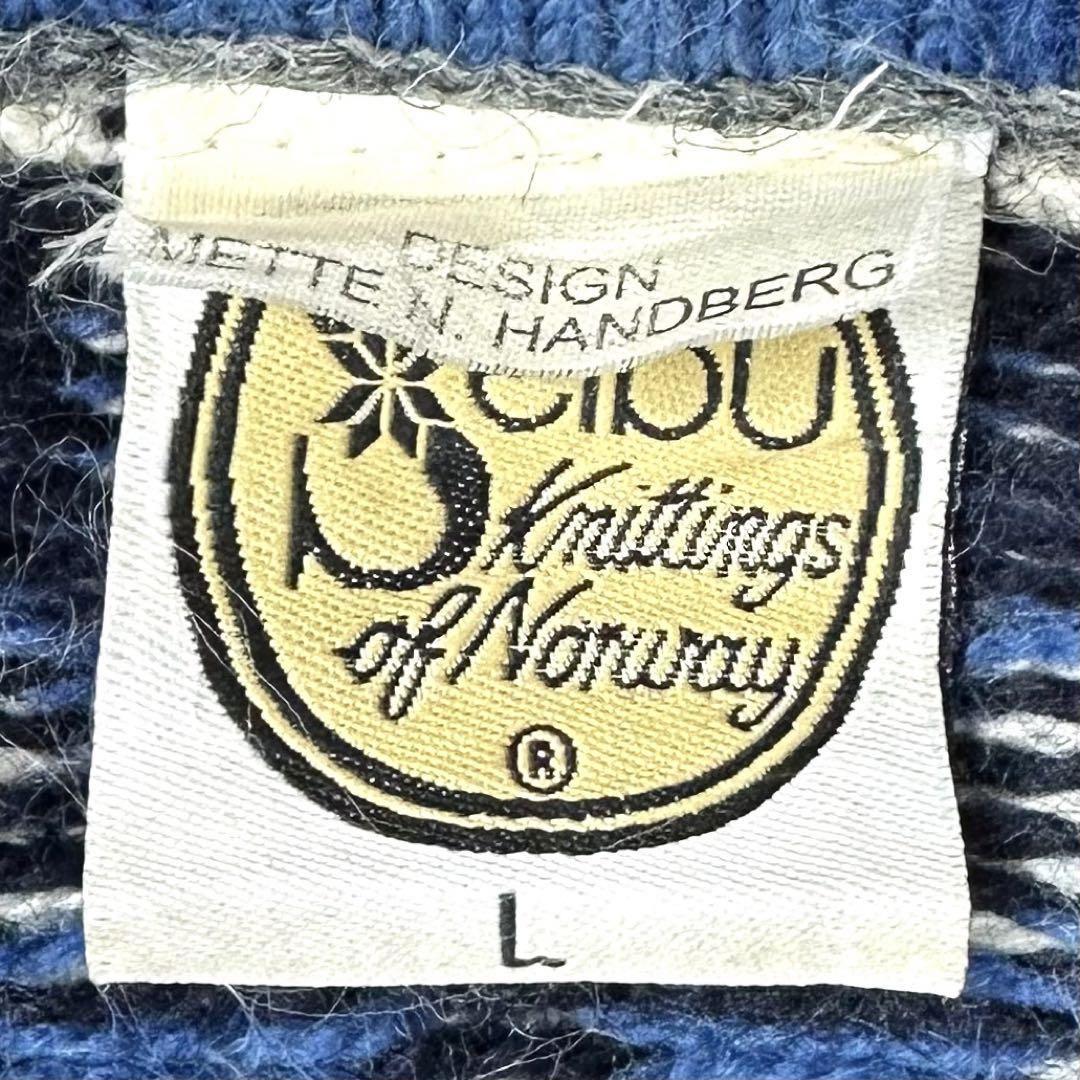 DESIGN
METTE N. HANDBERG
Knittings
of Norway
®
L